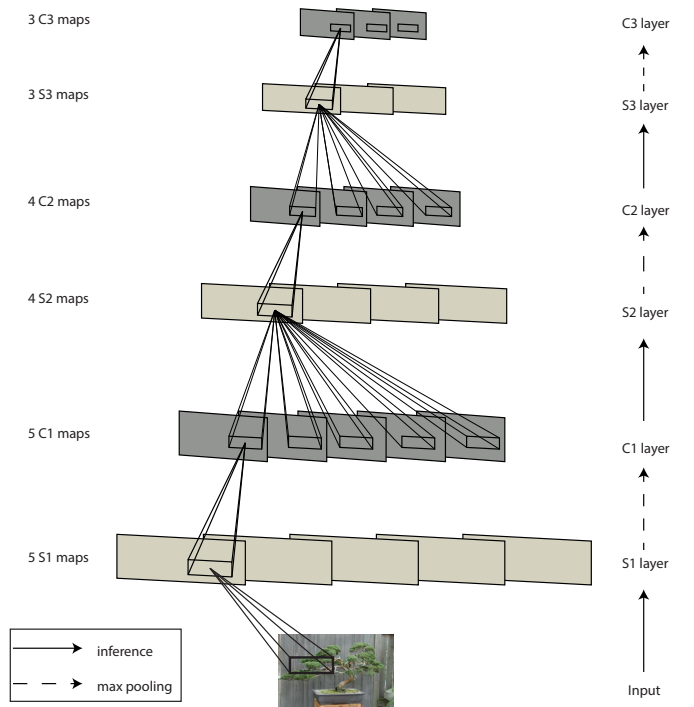 3 C3 maps
C3 layer
3 S3 maps
S3 layer
4 C2 maps
C2 layer
4 S2 maps
S2 layer
5 C1 maps
C1 layer
5 S1 maps
S1 layer
inference
max pooling
Input